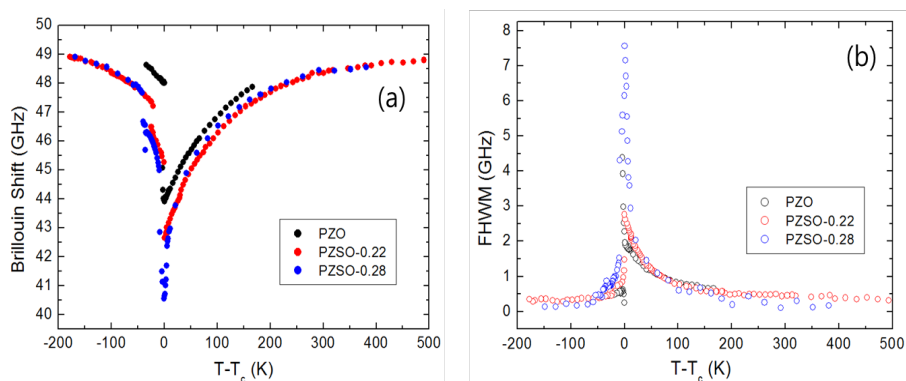 50
49
48
47
46
45
44
43
42
41
40
Brillouin Shift (GHz)
(a)
PZO
PZSO-0.22
PZSO-0.28
-200 -100 0 100 200 300 400 500
T-Tc (K)
8
7
6
5
4
3
2
1
0
FHWM (GHz)
(b)
PZO
PZSO-0.22
PZSO-0.28
-200 -100 0 100 200 300 400 500
T-Tc (K)